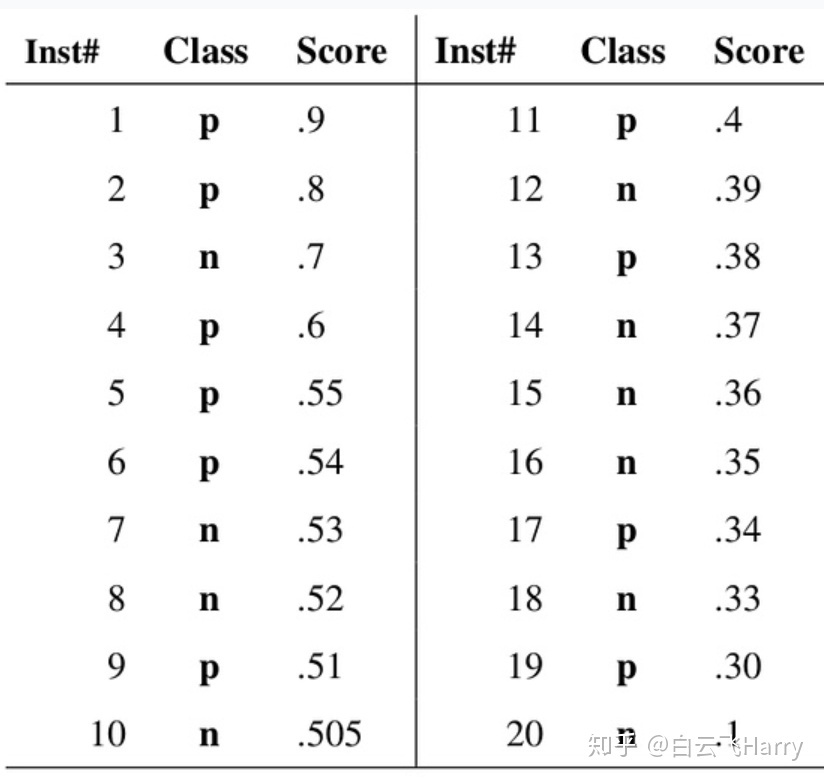 Inst# Class Score Inst# Class Score
1 p .9 11 p .4
2 p .8 12 n .39
3 n .7 13 p .38
4 p .6 14 n .37
5 p .55 15 n .36
6 p .54 16 n .35
7 n .53 17 p .34
8 n .52 18 n .33
9 p .51 19 p .30
10 n .505 20 n .1
知乎 @白云飞Harry